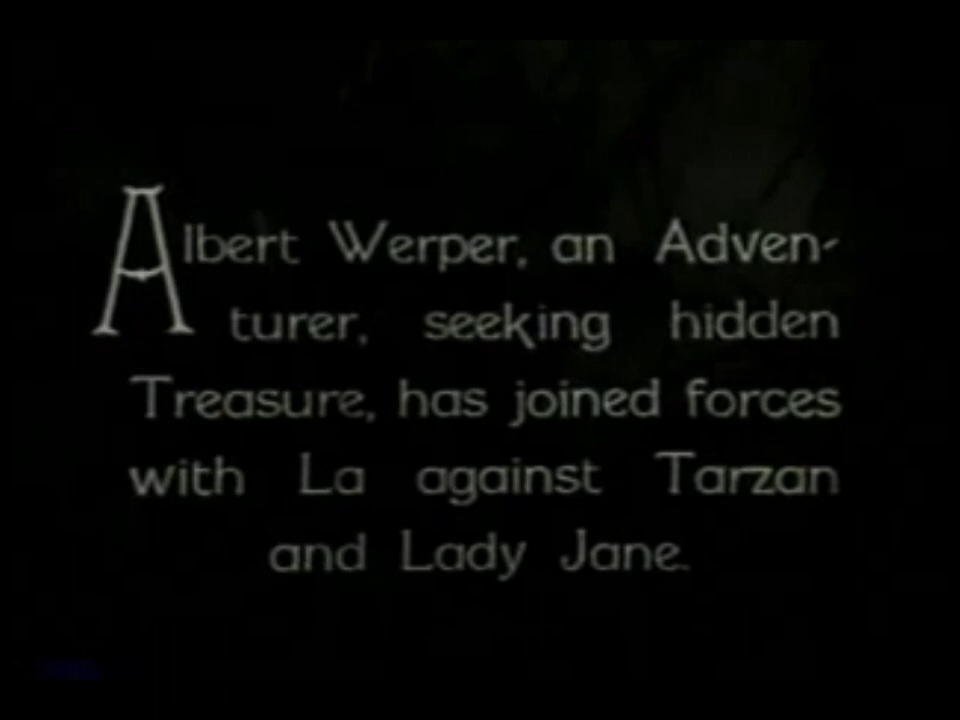 Albert Werper, an Adven-
turer, seeking hidden
Treasure, has joined forces
with La against Tarzan
and Lady Jane.